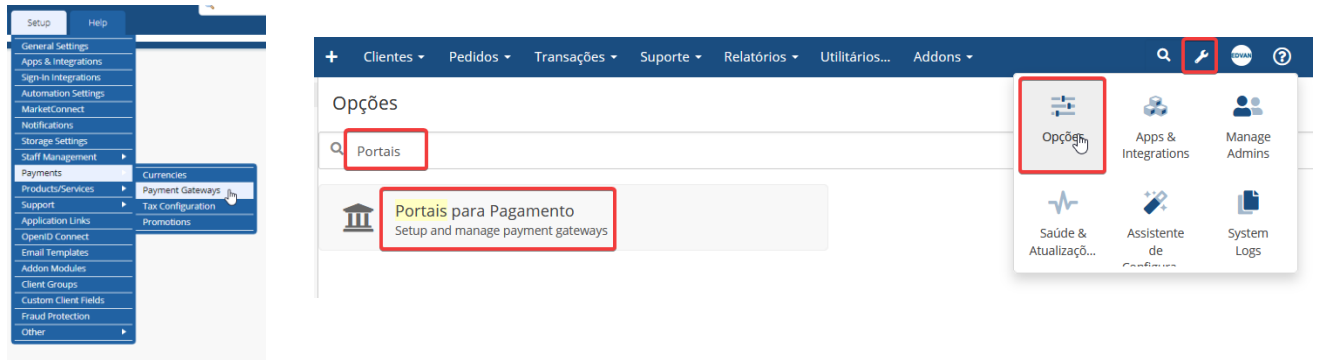 Setup Help
General Settings
Apps & Integrations
Sign-In Integrations
Automation Settings
MarketConnect
Notifications
Storage Settings
Staff Management
Payments
Products/Services
Support
Application Links
OpenID Connect
Email Templates
Addon Modules
Client Groups
Custom Client Fields
Fraud Protection
Other
Currencies
Payment Gateways
Tax Configuration
Promotions
+ Clientes Pedidos Transações Suporte Relatórios Utilitários... Addons EDVAN ?
Opções
Portais
Portais para Pagamento
Setup and manage payment gateways
Opções
Apps &
Integrations
Manage
Admins
Saúde &
Atualizaçõ...
Assistente
de
Configura...
System
Logs